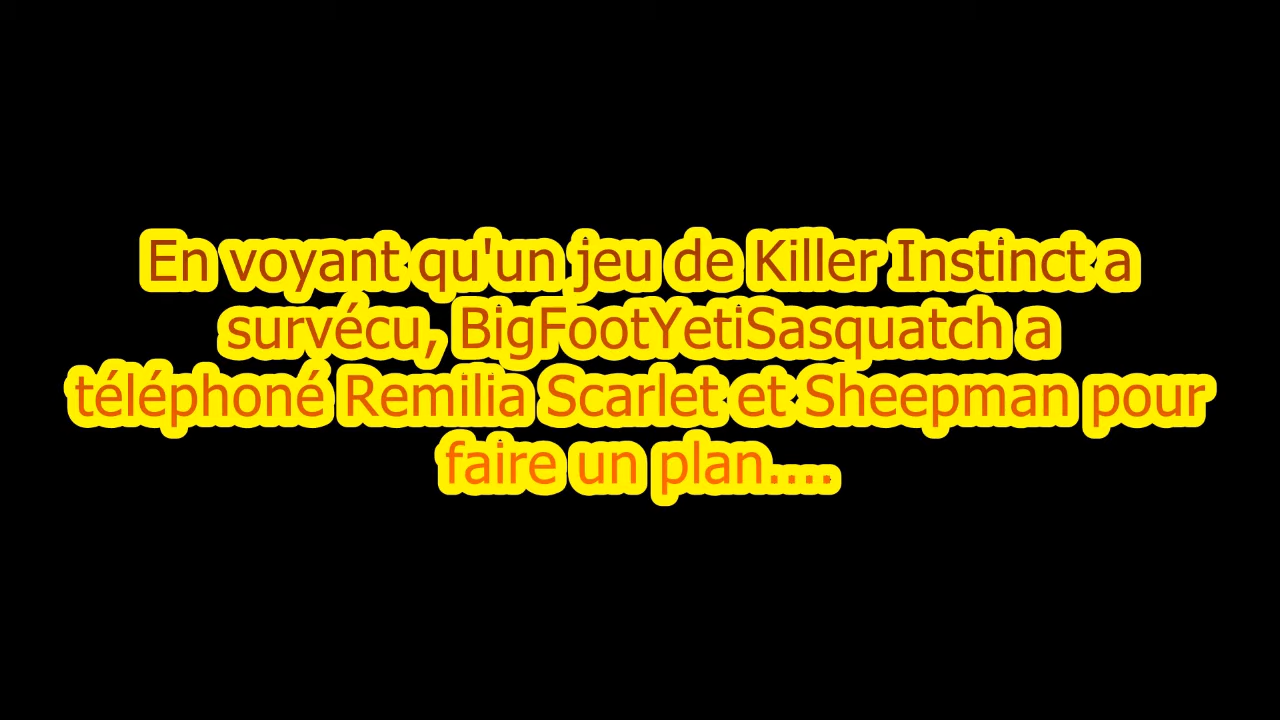 En voyant qu'un jeu de Killer Instinct a
survécu, BigFootYetiSasquatch a
téléphoné Remilia Scarlet et Sheepman pour
faire un plan....